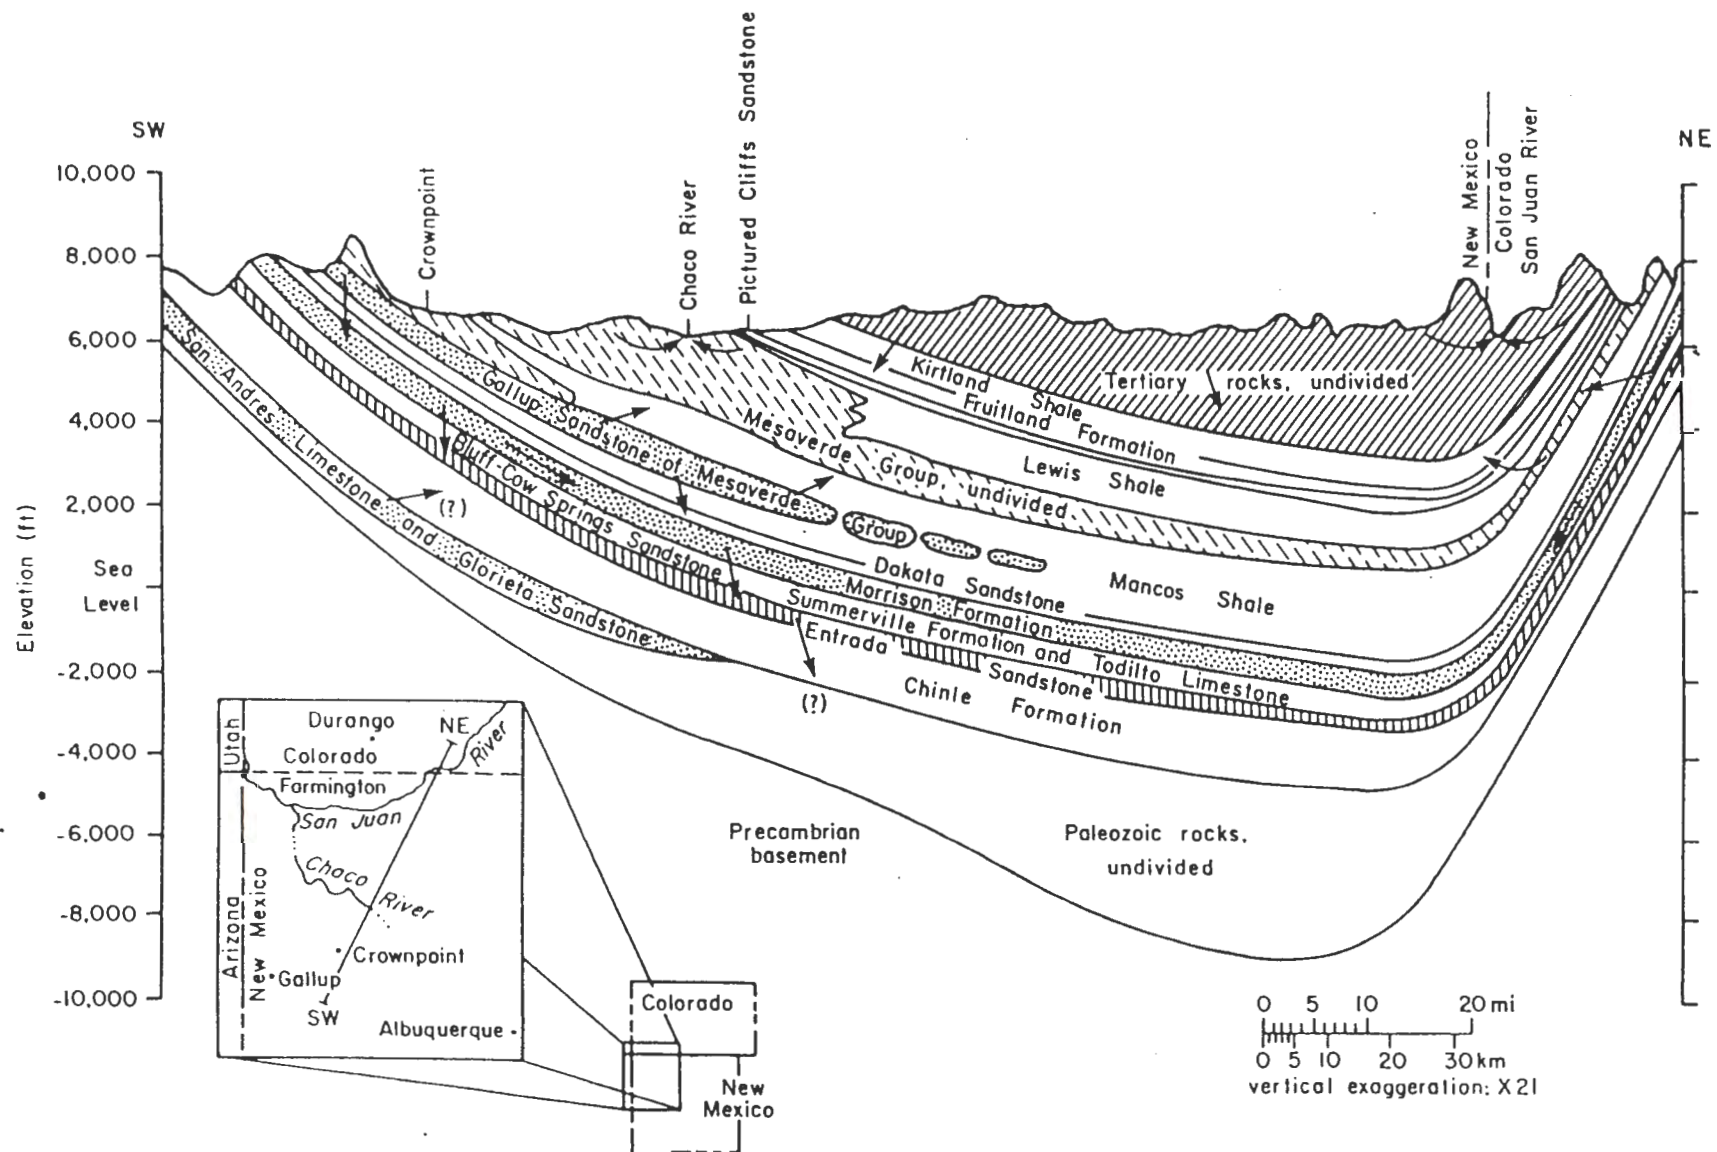 SW
NE
Crownpoint
Chaco River
Pictured Cliffs Sandstone
New Mexico
Colorado
San Juan River
Elevation (ft)
10,000
8,000
6,000
4,000
2,000
Sea
Level
-2,000
-4,000
-6,000
-8,000
-10,000
Kirtland Shale
Fruitland Formation
Tertiary rocks, undivided
Lewis Shale
Mesaverde Group, undivided
Gallup Sandstone of Mesaverde Group
Mancos Shale
Dakata Sandstone
Morrison Formation
Bluff-Cow Springs Sandstone
Summerville Formation and Todilto Limestone
Entrada Sandstone
Chinle Formation
San Andres Limestone and Glorieta Sandstone
(?)
(?)
Precambrian
basement
Paleozoic rocks,
undivided
Utah
Durango
NE
Colorado
River
Farmington
San Juan
Chaco River
Arizona
New Mexico
Crownpoint
Gallup
SW
Albuquerque
Colorado
New
Mexico
0 5 10 20 mi
0 5 10 20 30 km
vertical exaggeration: X21